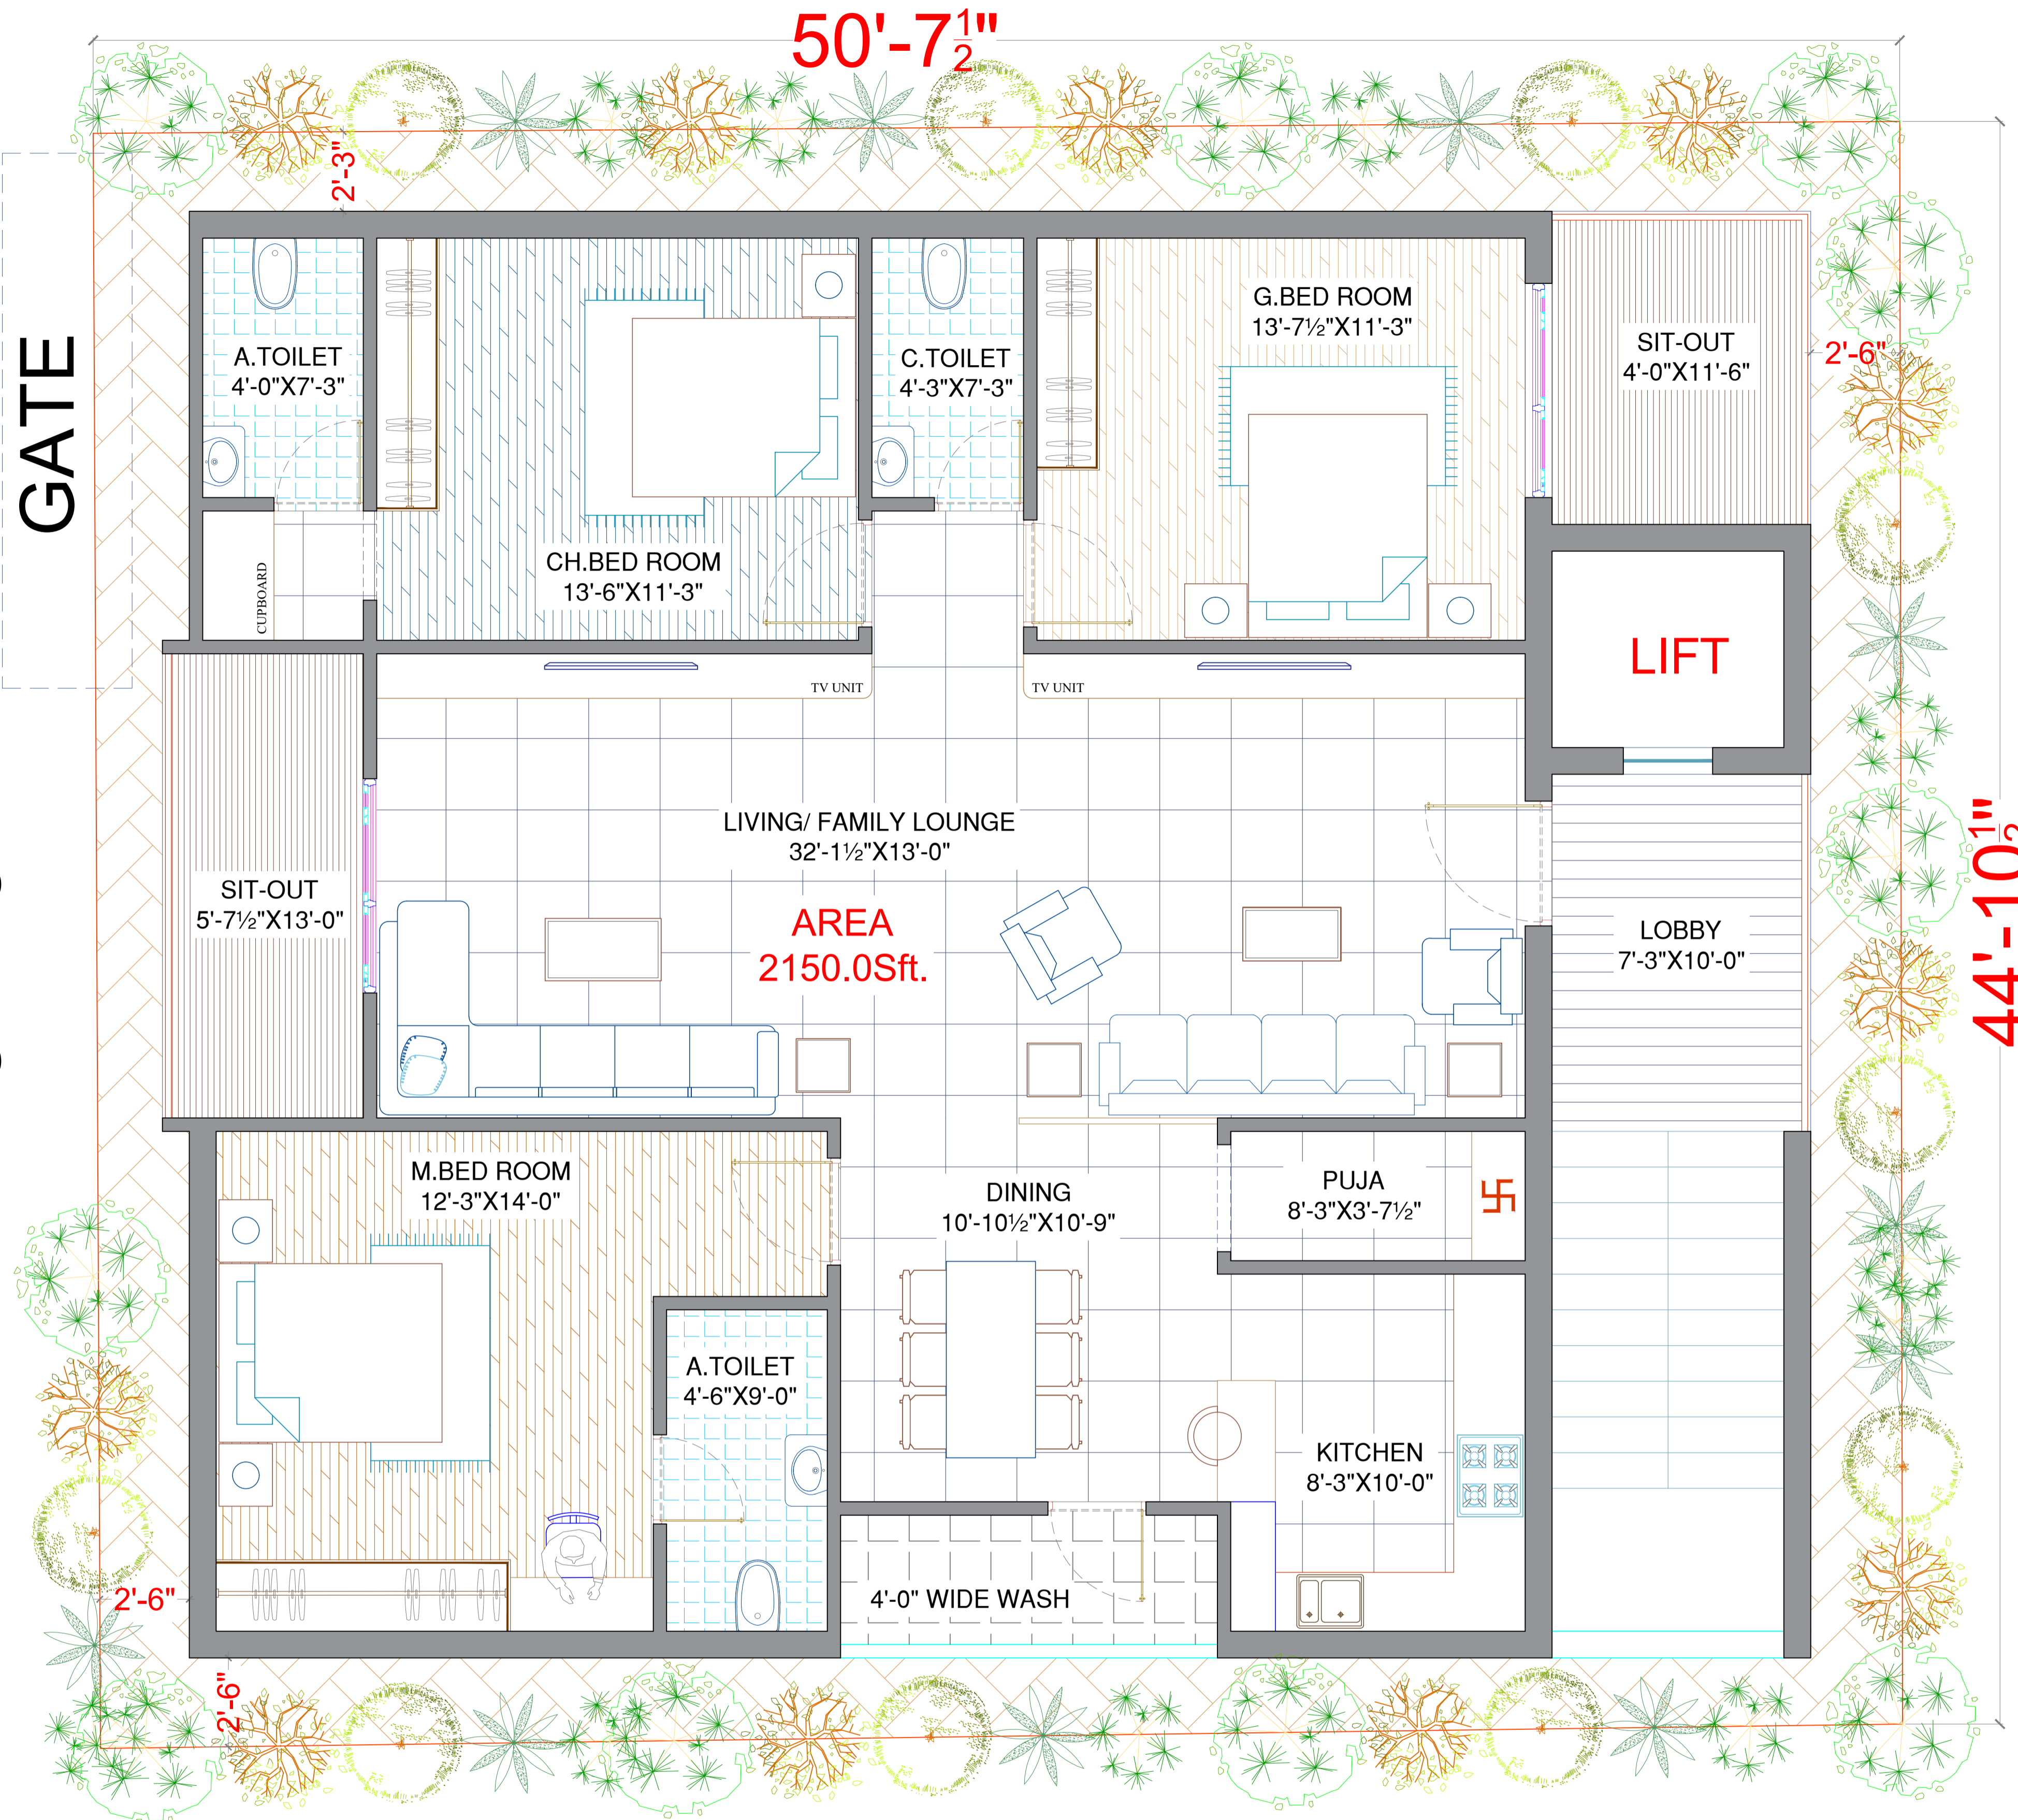 50'-7½"
2'-3"
GATE
A.TOILET
4'-0"X7'-3"
C.TOILET
4'-3"X7'-3"
G.BED ROOM
13'-7½"X11'-3"
SIT-OUT
4'-0"X11'-6"
2'-6"
CUPBOARD
CH.BED ROOM
13'-6"X11'-3"
LIFT
TV UNIT
TV UNIT
LIVING/ FAMILY LOUNGE
32'-1½"X13'-0"
AREA
2150.0Sft.
SIT-OUT
5'-7½"X13'-0"
LOBBY
7'-3"X10'-0"
44'-10½"
M.BED ROOM
12'-3"X14'-0"
DINING
10'-10½"X10'-9"
PUJA
8'-3"X3'-7½"
卐
A.TOILET
4'-6"X9'-0"
KITCHEN
8'-3"X10'-0"
4'-0" WIDE WASH
2'-6"
2'-6"